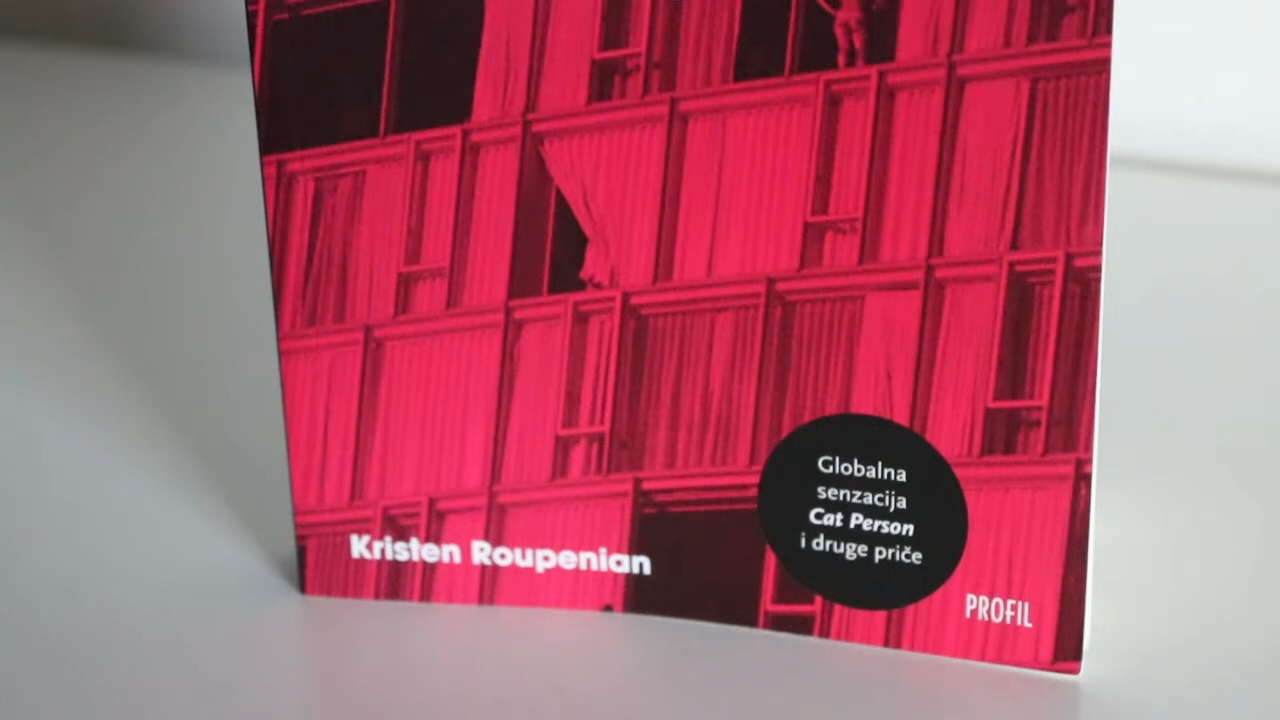 Globalna
senzacija
Cat Person
i druge priče
Kristen Roupenian
PROFIL